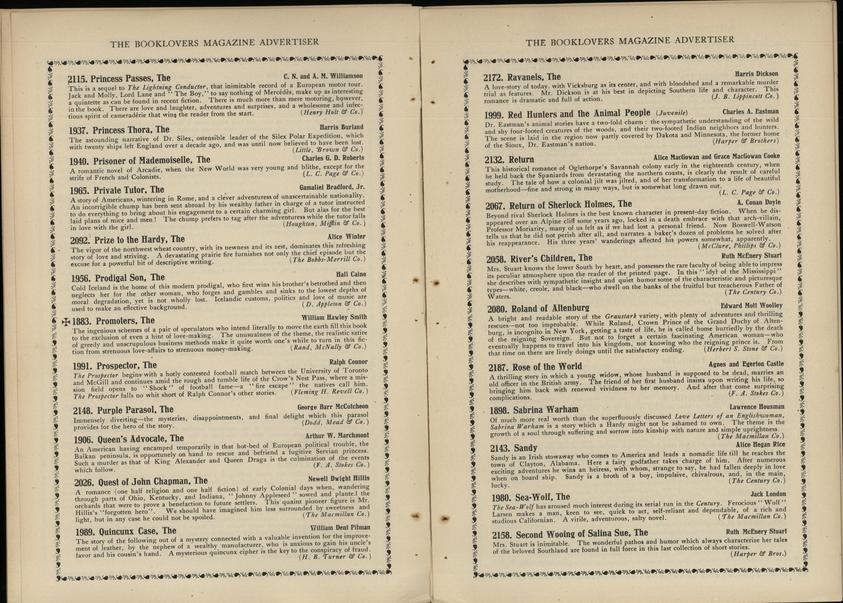 THE BOOKLOVERS MAGAZINE ADVERTISER
2115. Princess Passes, The C. N. and A. M. Williamson
This is a sequel to The Lightning Conductor, that inimitable record of a European motor tour.
Jack and Molly, Lord Lane and "The Boy," to say nothing of Mercédès, make up as interesting
a quintette as can be found in recent fiction. There is much more than mere motoring, however,
in the book. There are love and laughter, adventures and surprises, and a wholesome and infec-
tious spirit of cameraderie that wins the reader from the start. (Henry Holt & Co.)
1937. Princess Thora, The Harris Burland
The astounding narrative of Dr. Silex, ostensible leader of the Silex Polar Expedition, which
with twenty ships left England over a decade ago, and was until now believed to have been lost.
(Little, Brown & Co.)
1940. Prisoner of Mademoiselle, The Charles G. D. Roberts
A romantic novel of Arcadie, when the New World was very young and blithe, except for the
strife of French and Colonists. (L. C. Page & Co.)
1965. Private Tutor, The Gamaliel Bradford, Jr.
A story of Americans, wintering in Rome, and a clever adventures of unascertainable nationality.
An incorrigible chump has been sent abroad by his wealthy father in charge of a tutor instructed
to do everything to bring about his engagement to a certain charming girl. But alas for the best
laid plans of mice and men! The chump prefers to tag after the adventures while the tutor falls
in love with the girl. (Houghton, Mifflin & Co.)
2092. Prize to the Hardy, The Alice Winter
The vigor of the northwest wheat country, with its newness and its zest, dominates this refreshing
story of love and striving. A devastating prairie fire furnishes not only the chief episode but the
excuse for a powerful bit of descriptive writing. (The Bobbs-Merrill Co.)
1956. Prodigal Son, The Hall Caine
Cold Iceland is the home of this modern prodigal, who first wins his brother's betrothed and then
neglects her for the other woman, who forges and gambles and sinks to the lowest depths of
moral degradation, yet is not wholly lost. Icelandic customs, politics and love of music are
used to make an effective background. (D. Appleton & Co.)
✠1883. Promoters, The William Hawley Smith
The ingenious schemes of a pair of speculators who intend literally to move the earth fill this book
to the exclusion of even a hint of love-making. The unusualness of the theme, the realistic satire
of greedy and unscrupulous business methods make it quite worth one's while to turn in this fic-
tion from strenuous love-affairs to strenuous money-making. (Rand, McNally & Co.)
1991. Prospector, The Ralph Connor
The Prospector begins with a hotly contested football match between the University of Toronto
and McGill and continues amid the rough and tumble life of the Crow's Nest Pass, where a mis-
sion field opens to "Shock" of football fame—a "fire escape" the natives call him.
The Prospector falls no whit short of Ralph Connor's other stories. (Fleming H. Revell Co.)
2148. Purple Parasol, The George Barr McCutcheon
Immensely diverting—the mysteries, disappointments, and final delight which this parasol
provides for the hero of the story. (Dodd, Mead & Co.)
1906. Queen's Advocate, The Arthur W. Marchmont
An American having encamped temporarily in that hot-bed of European political trouble, the
Balkan peninsula, is opportunely on hand to rescue and befriend a fugitive Servian princess.
Such a murder as that of King Alexander and Queen Draga is the culmination of the events
which follow. (F. A. Stokes Co.)
2026. Quest of John Chapman, The Newell Dwight Hillis
A romance (one half religion and one half fiction) of early Colonial days when, wandering
through parts of Ohio, Kentucky, and Indiana, "Johnny Appleseed" sowed and planted the
orchards that were to prove a benefaction to future settlers. This quaint pioneer figure is Mr.
Hillis's "forgotten hero". We should have imagined him less surrounded by sweetness and
light, but in any case he could not be spoiled. (The Macmillan Co.)
1989. Quincunx Case, The William Dent Pitman
The story of the following out of a mystery connected with a valuable invention for the improve-
ment of leather, by the nephew of a wealthy manufacturer, who is anxious to gain his uncle's
favor and his cousin's hand. A mysterious quincunx cipher is the key to the conspiracy of fraud.
(H. B. Turner & Co.)
THE BOOKLOVERS MAGAZINE ADVERTISER
2172. Ravanels, The Harris Dickson
A love-story of today, with Vicksburg as its center, and with bloodshed and a remarkable murder
trial as features. Mr. Dickson is at his best in depicting Southern life and character. This
romance is dramatic and full of action. (J. B. Lippincott Co.)
1999. Red Hunters and the Animal People (Juvenile) Charles A. Eastman
Dr. Eastman's animal stories have a two-fold charm: the sympathetic understanding of the wild
and shy four-footed creatures of the woods, and their two-footed Indian neighbors and hunters.
The scene is laid in the region now partly covered by Dakota and Minnesota, the former home
of the Sioux, Dr. Eastman's nation. (Harper & Brothers)
2132. Return Alice MacGowan and Grace MacGowan Cooke
This historical romance of Oglethorpe's Savannah colony early in the eighteenth century, when
he held back the Spaniards from devastating the northern coasts, is clearly the result of careful
study. The tale of how a colonial jilt was jilted, and of her transformation to a life of beautiful
motherhood—fine and strong in many ways, but is somewhat long drawn out.
(L. C. Page & Co.)
2067. Return of Sherlock Holmes, The A. Conan Doyle
Beyond rival Sherlock Holmes is the best known character in present-day fiction. When he dis-
appeared over an Alpine cliff some years ago, locked in a death embrace with that arch-villain,
Professor Moriarity, many of us felt as if we had lost a personal friend. Now Boswell-Watson
tells us that he did not perish after all, and narrates a baker's dozen of problems he solved after
his reappearance. His three years' wanderings affected his powers somewhat, apparently.
(McClure, Phillips & Co.)
2058. River's Children, The Ruth McEnery Stuart
Mrs. Stuart knows the lower South by heart, and possesses the rare faculty of being able to impress
its peculiar atmosphere upon the reader of the printed page. In this "idyl of the Mississippi"
she describes with sympathetic insight and quiet humor some of the characteristic and picturesque
types—white, creole, and black—who dwell on the banks of the fruitful but treacherous Father of
Waters. (The Century Co.)
2080. Roland of Altenburg Edward Mott Woolley
A bright and readable story of the Graustark variety, with plenty of adventures and thrilling
rescues—not too improbable. While Roland, Crown Prince of the Grand Duchy of Alten-
burg, is incognito in New York, getting a taste of life, he is called home hurriedly by the death
of the reigning Sovereign. But not to forget a certain fascinating American woman—who
eventually happens to travel into his kingdom, not knowing who the reigning prince is. From
that time on there are lively doings until the satisfactory ending. (Herbert S. Stone & Co.)
2187. Rose of the World Agnes and Egerton Castle
A thrilling story in which a young widow, whose husband is supposed to be dead, marries an
old officer in the British army. The friend of her first husband insists upon writing his life, so
bringing him back with renewed vividness to her memory. And after that come surprising
complications. (F. A. Stokes Co.)
1898. Sabrina Warham Lawrence Housman
Of much more real worth than the superfluously discussed Love Letters of an Englishwoman,
Sabrina Warham is a story which a Hardy might not be ashamed to own. The theme is the
growth of a soul through suffering and sorrow into kinship with nature and simple uprightness.
(The Macmillan Co.)
2143. Sandy Alice Hegan Rice
Sandy is an Irish stowaway who comes to America and leads a nomadic life till he reaches the
town of Clayton, Alabama. Here a fairy godfather takes charge of him. After numerous
exciting adventures he wins an heiress, with whom, strange to say, he had fallen deeply in love
when on board ship. Sandy is a broth of a boy, impulsive, chivalrous, and, in the main,
lucky. (The Century Co.)
1980. Sea-Wolf, The Jack London
The Sea-Wolf has aroused much interest during its serial run in the Century. Ferocious "Wolf"
Larsen makes a man, keen to see, quick to act, self-reliant and dependable, of a rich and
studious Californian. A virile, adventurous, salty novel. (The Macmillan Co.)
2158. Second Wooing of Salina Sue, The Ruth McEnery Stuart
Mrs. Stuart is inimitable. The wonderful pathos and humor which always characterize her tales
of the beloved Southland are found in full force in this last collection of short stories.
(Harper & Bros.)